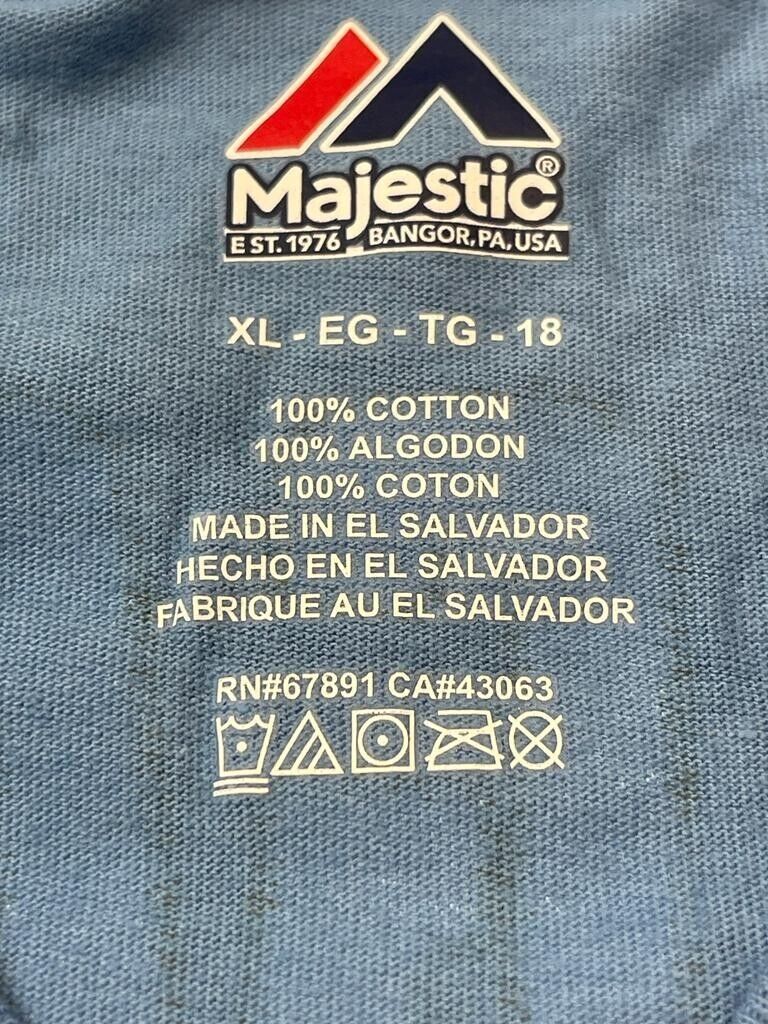 Majestic®
EST. 1976 BANGOR, PA, USA
XL - EG - TG - 18
100% COTTON
100% ALGODON
100% COTON
MADE IN EL SALVADOR
HECHO EN EL SALVADOR
FABRIQUE AU EL SALVADOR
RN#67891 CA#43063